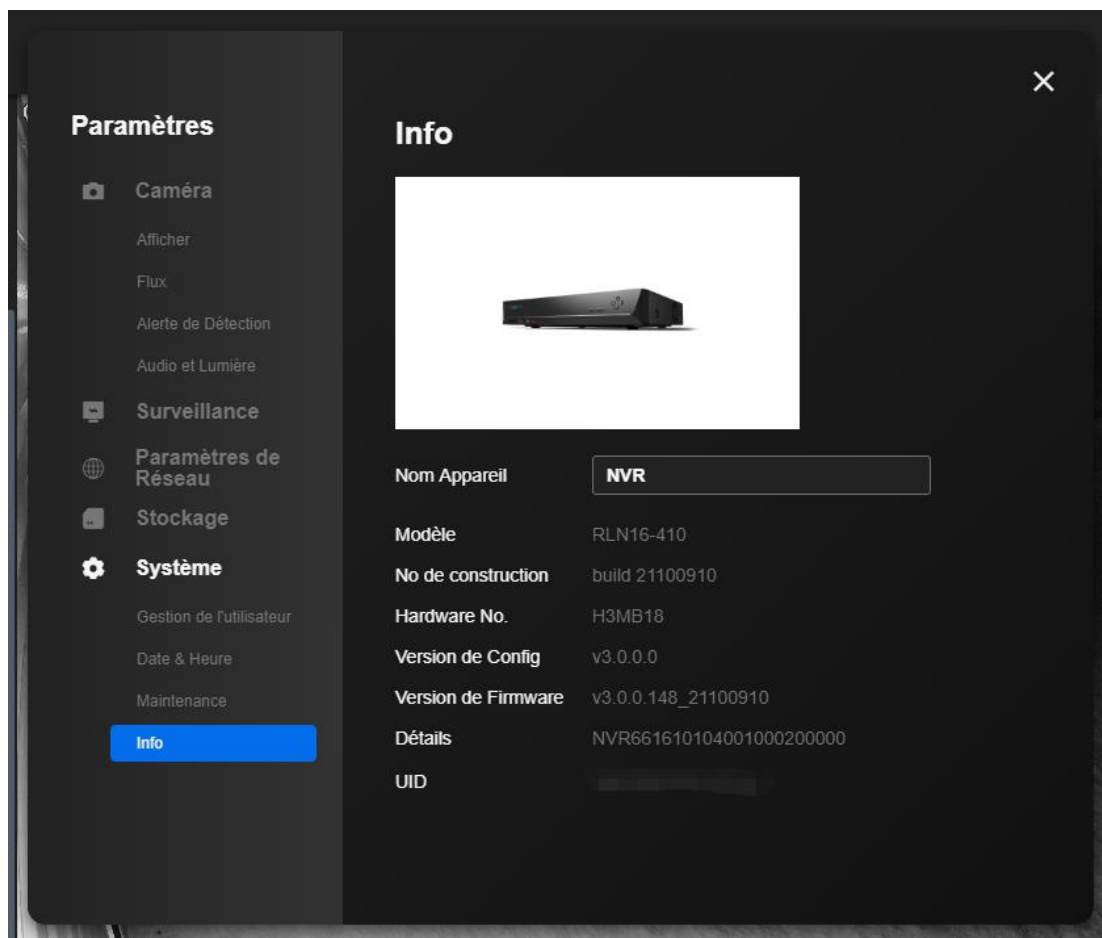 Paramètres
Caméra
Afficher
Flux
Alerte de Détection
Audio et Lumière
Surveillance
Paramètres de
Réseau
Stockage
Système
Gestion de l'utilisateur
Date & Heure
Maintenance
Info
Info
Nom Appareil NVR
Modèle RLN16-410
No de construction build 21100910
Hardware No. H3MB18
Version de Config v3.0.0.0
Version de Firmware v3.0.0.148_21100910
Détails NVR661610104001000200000
UID